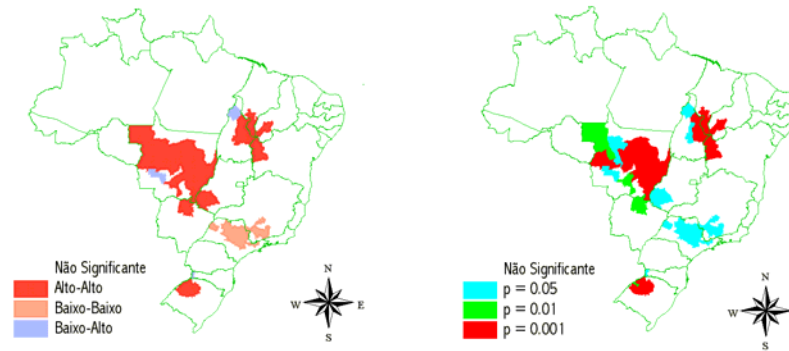 Não Significante
Alto-Alto
Baixo-Baixo
Baixo-Alto
N
W E
S
Não Significante
p = 0.05
p = 0.01
p = 0.001
N
W E
S